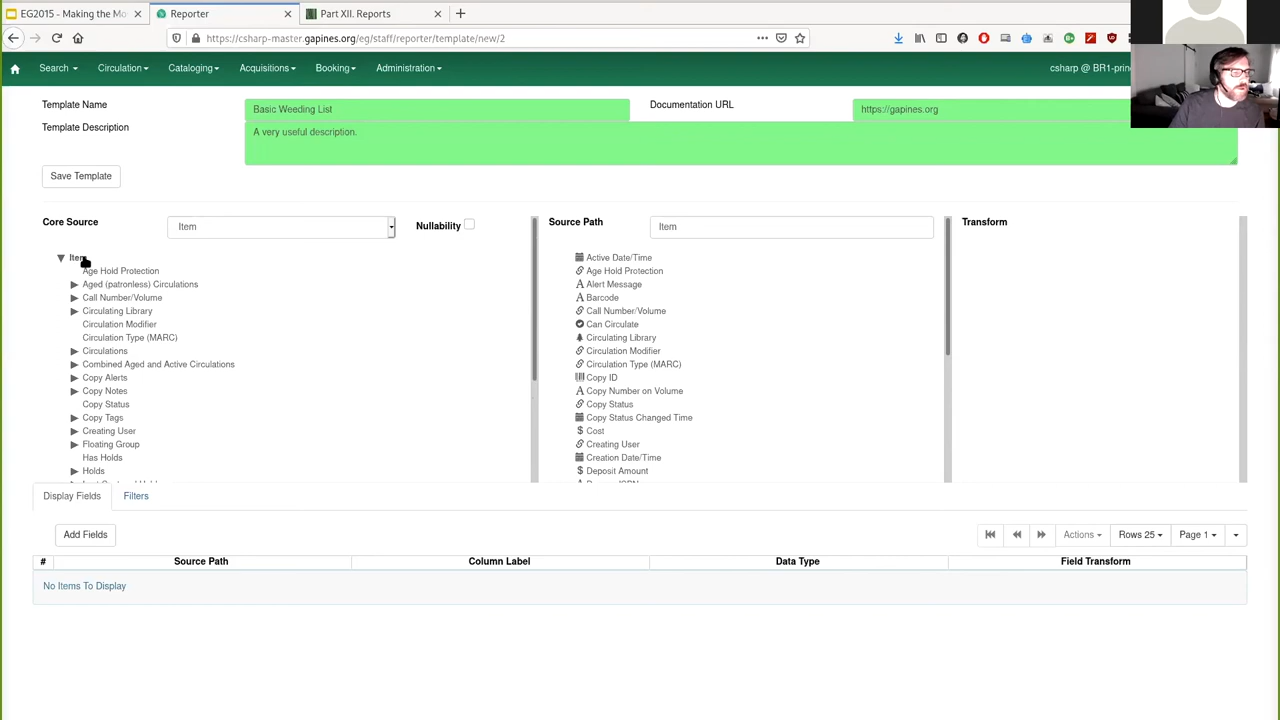 EG2015 - Making the Mo
Reporter
Part XII. Reports
https://csharp-master.gapines.org/eg/staff/reporter/template/new/2
Search
Circulation
Cataloging
Acquisitions
Booking
Administration
csharp @ BR1-prin
Template Name
Basic Weeding List
Documentation URL
https://gapines.org
Template Description
A very useful description.
Save Template
Core Source
Item
Nullability
Source Path
Item
Transform
Age Hold Protection
Aged (patronless) Circulations
Call Number/Volume
Circulating Library
Circulation Modifier
Circulation Type (MARC)
Circulations
Combined Aged and Active Circulations
Copy Alerts
Copy Notes
Copy Status
Copy Tags
Creating User
Floating Group
Has Holds
Holds
Active Date/Time
Age Hold Protection
Alert Message
Barcode
Call Number/Volume
Can Circulate
Circulating Library
Circulation Modifier
Circulation Type (MARC)
Copy ID
Copy Number on Volume
Copy Status
Copy Status Changed Time
Cost
Creating User
Creation Date/Time
Deposit Amount
Display Fields
Filters
Add Fields
Actions
Rows 25
Page 1
# Source Path Column Label Data Type Field Transform
No Items To Display